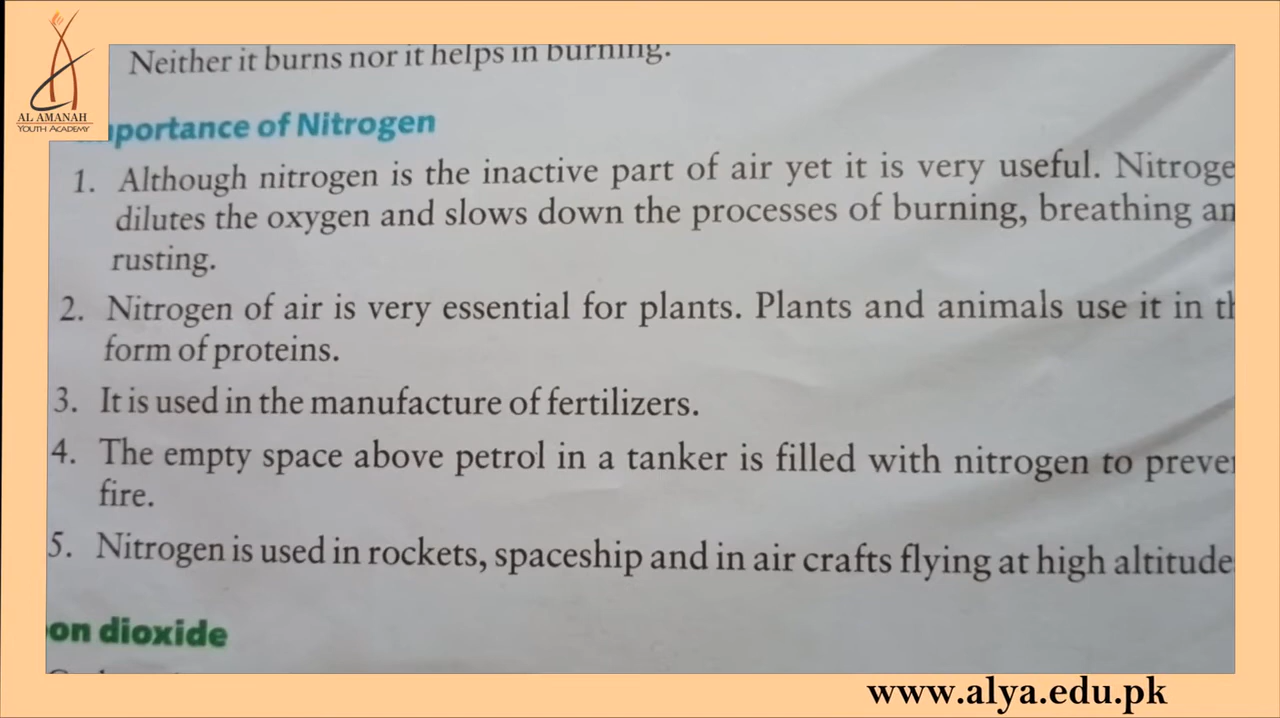 AL AMANAH
YOUTH ACADEMY
Neither it burns nor it helps in burning.
portance of Nitrogen
1. Although nitrogen is the inactive part of air yet it is very useful. Nitroge
dilutes the oxygen and slows down the processes of burning, breathing an
rusting.
2. Nitrogen of air is very essential for plants. Plants and animals use it in th
form of proteins.
3. It is used in the manufacture of fertilizers.
4. The empty space above petrol in a tanker is filled with nitrogen to preve
fire.
5. Nitrogen is used in rockets, spaceship and in air crafts flying at high altitude
on dioxide
www.alya.edu.pk